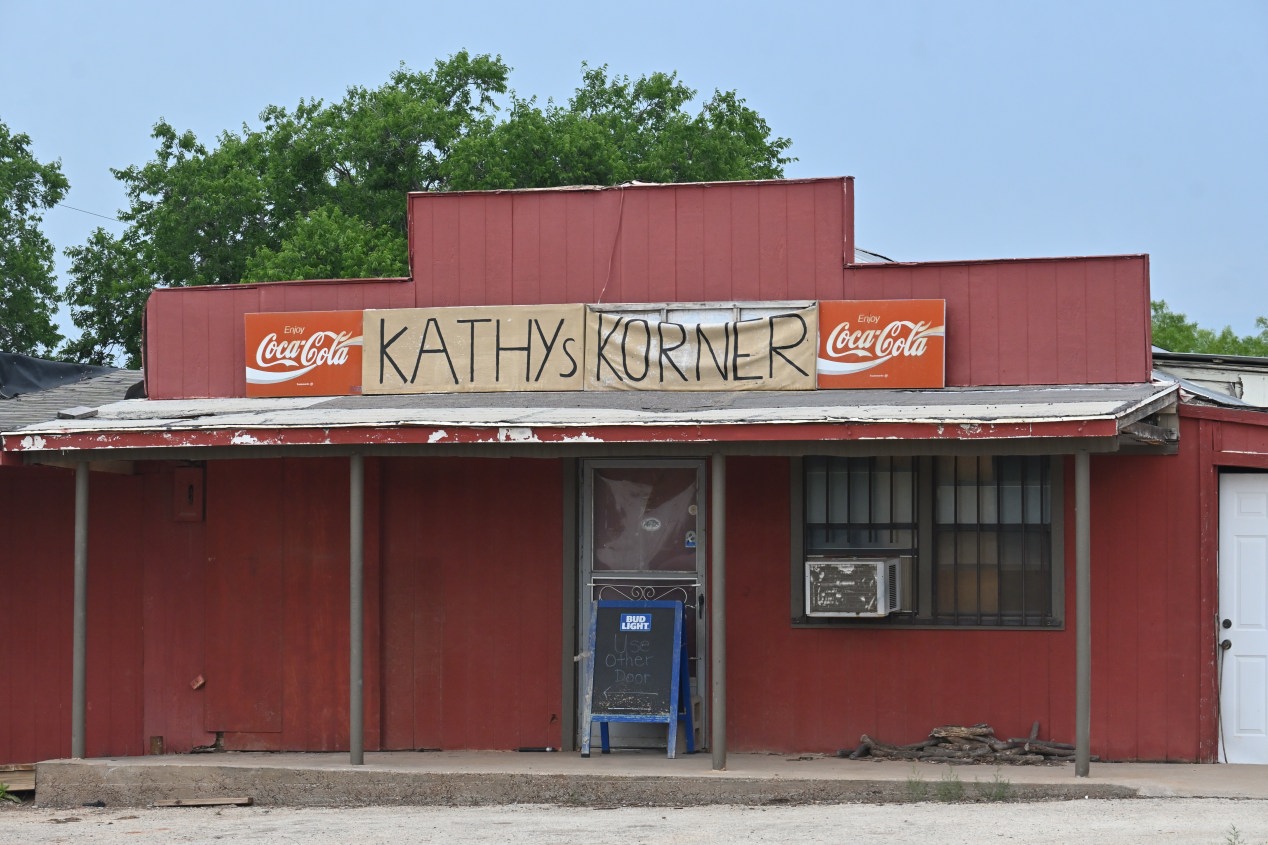 Enjoy
Coca-Cola
KATHYS KORNER
Enjoy
Coca-Cola
BUD
LIGHT
Use
Other
Door